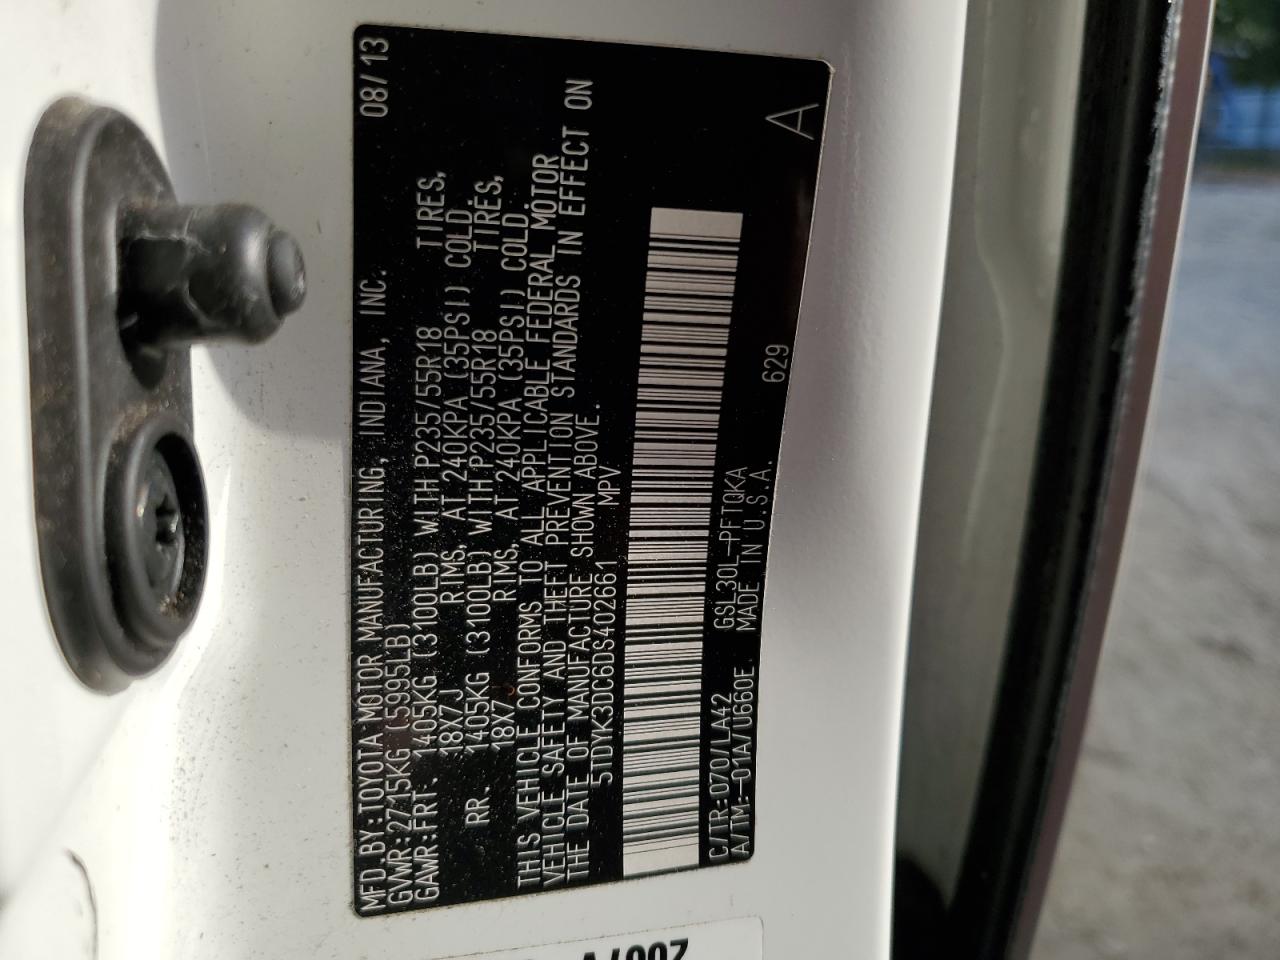 MFD.BY:TOYOTA MOTOR MANUFACTURING, INDIANA, INC. 08/13
GVWR:2715KG (5995LB)
GAWR:FRT. 1405KG (3100LB) WITH P235/55R18 TIRES,
18X7J RIMS, AT 240KPA (35PSI) COLD.
RR. 1405KG (3100LB) WITH P235/55R18 TIRES,
18X7J RIMS, AT 240KPA (35PSI) COLD.
THIS VEHICLE CONFORMS TO ALL APPLICABLE FEDERAL MOTOR
VEHICLE SAFETY AND THEFT PREVENTION STANDARDS IN EFFECT ON
THE DATE OF MANUFACTURE SHOWN ABOVE.
5TDYK3DC6DS402661 MPV
C/TR:070/LA42 GSL30L-PFTQKA
A/TM:-01A/U660E MADE IN U.S.A. 629
A